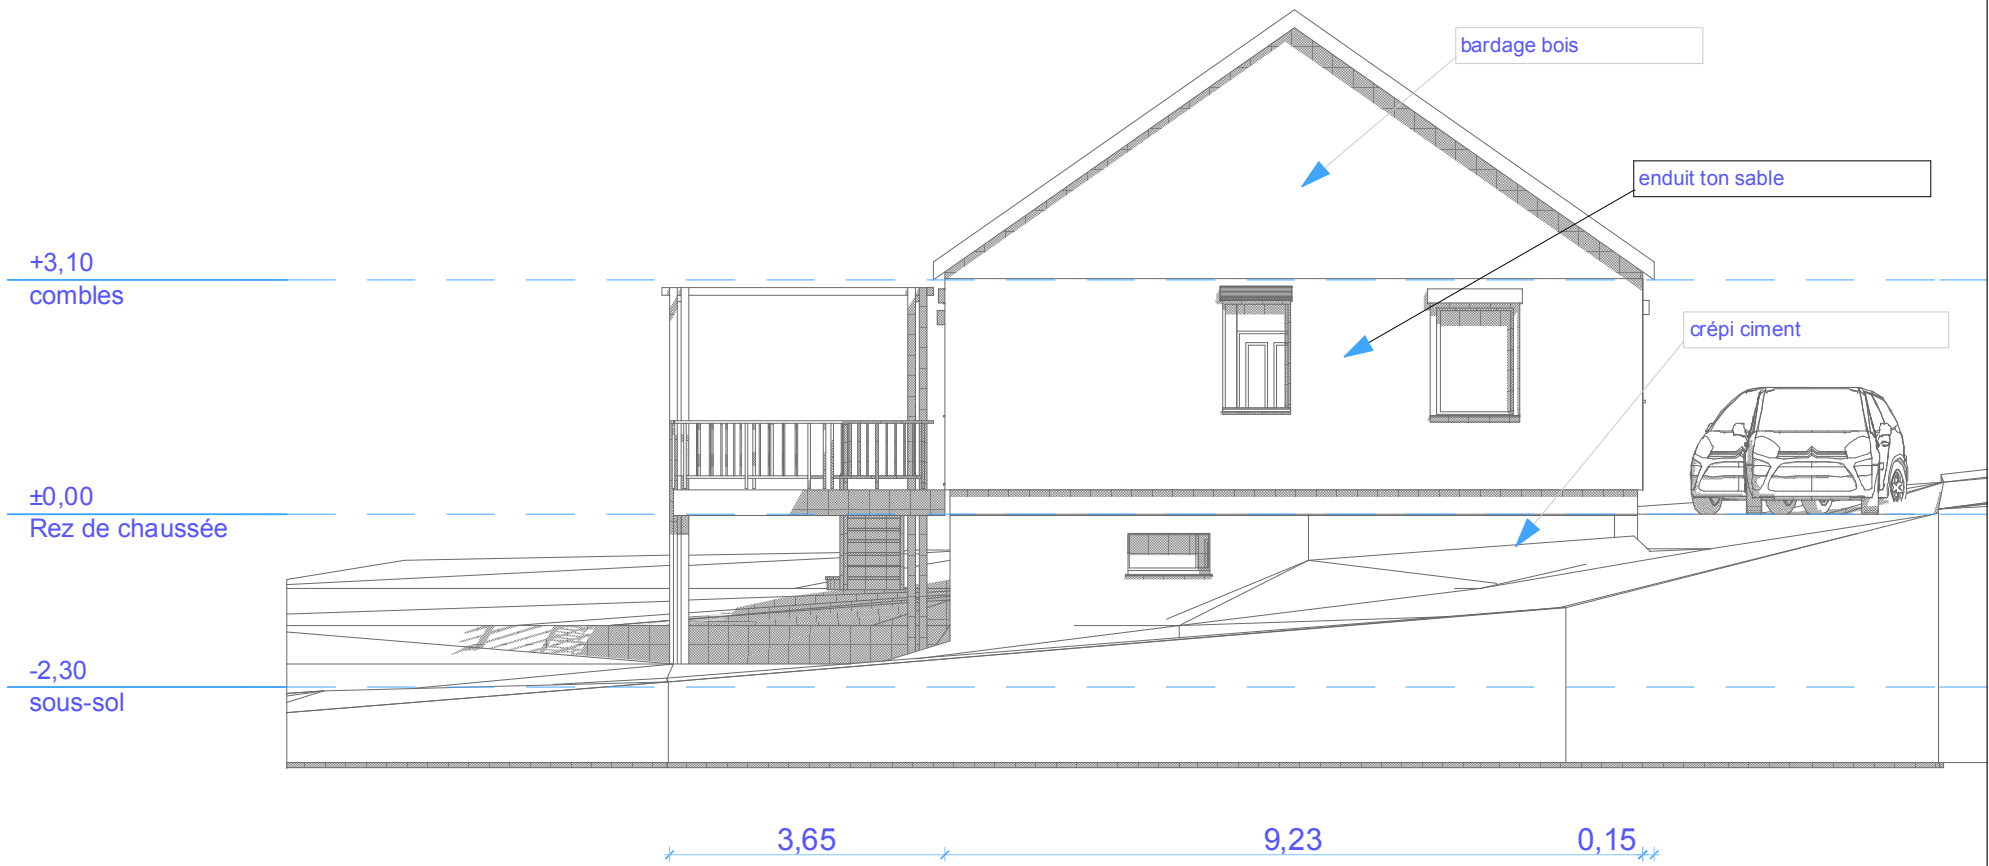 bardage bois
enduit ton sable
+3,10
combles
crépi ciment
±0,00
Rez de chaussée
-2,30
sous-sol
3,65
9,23
0,15